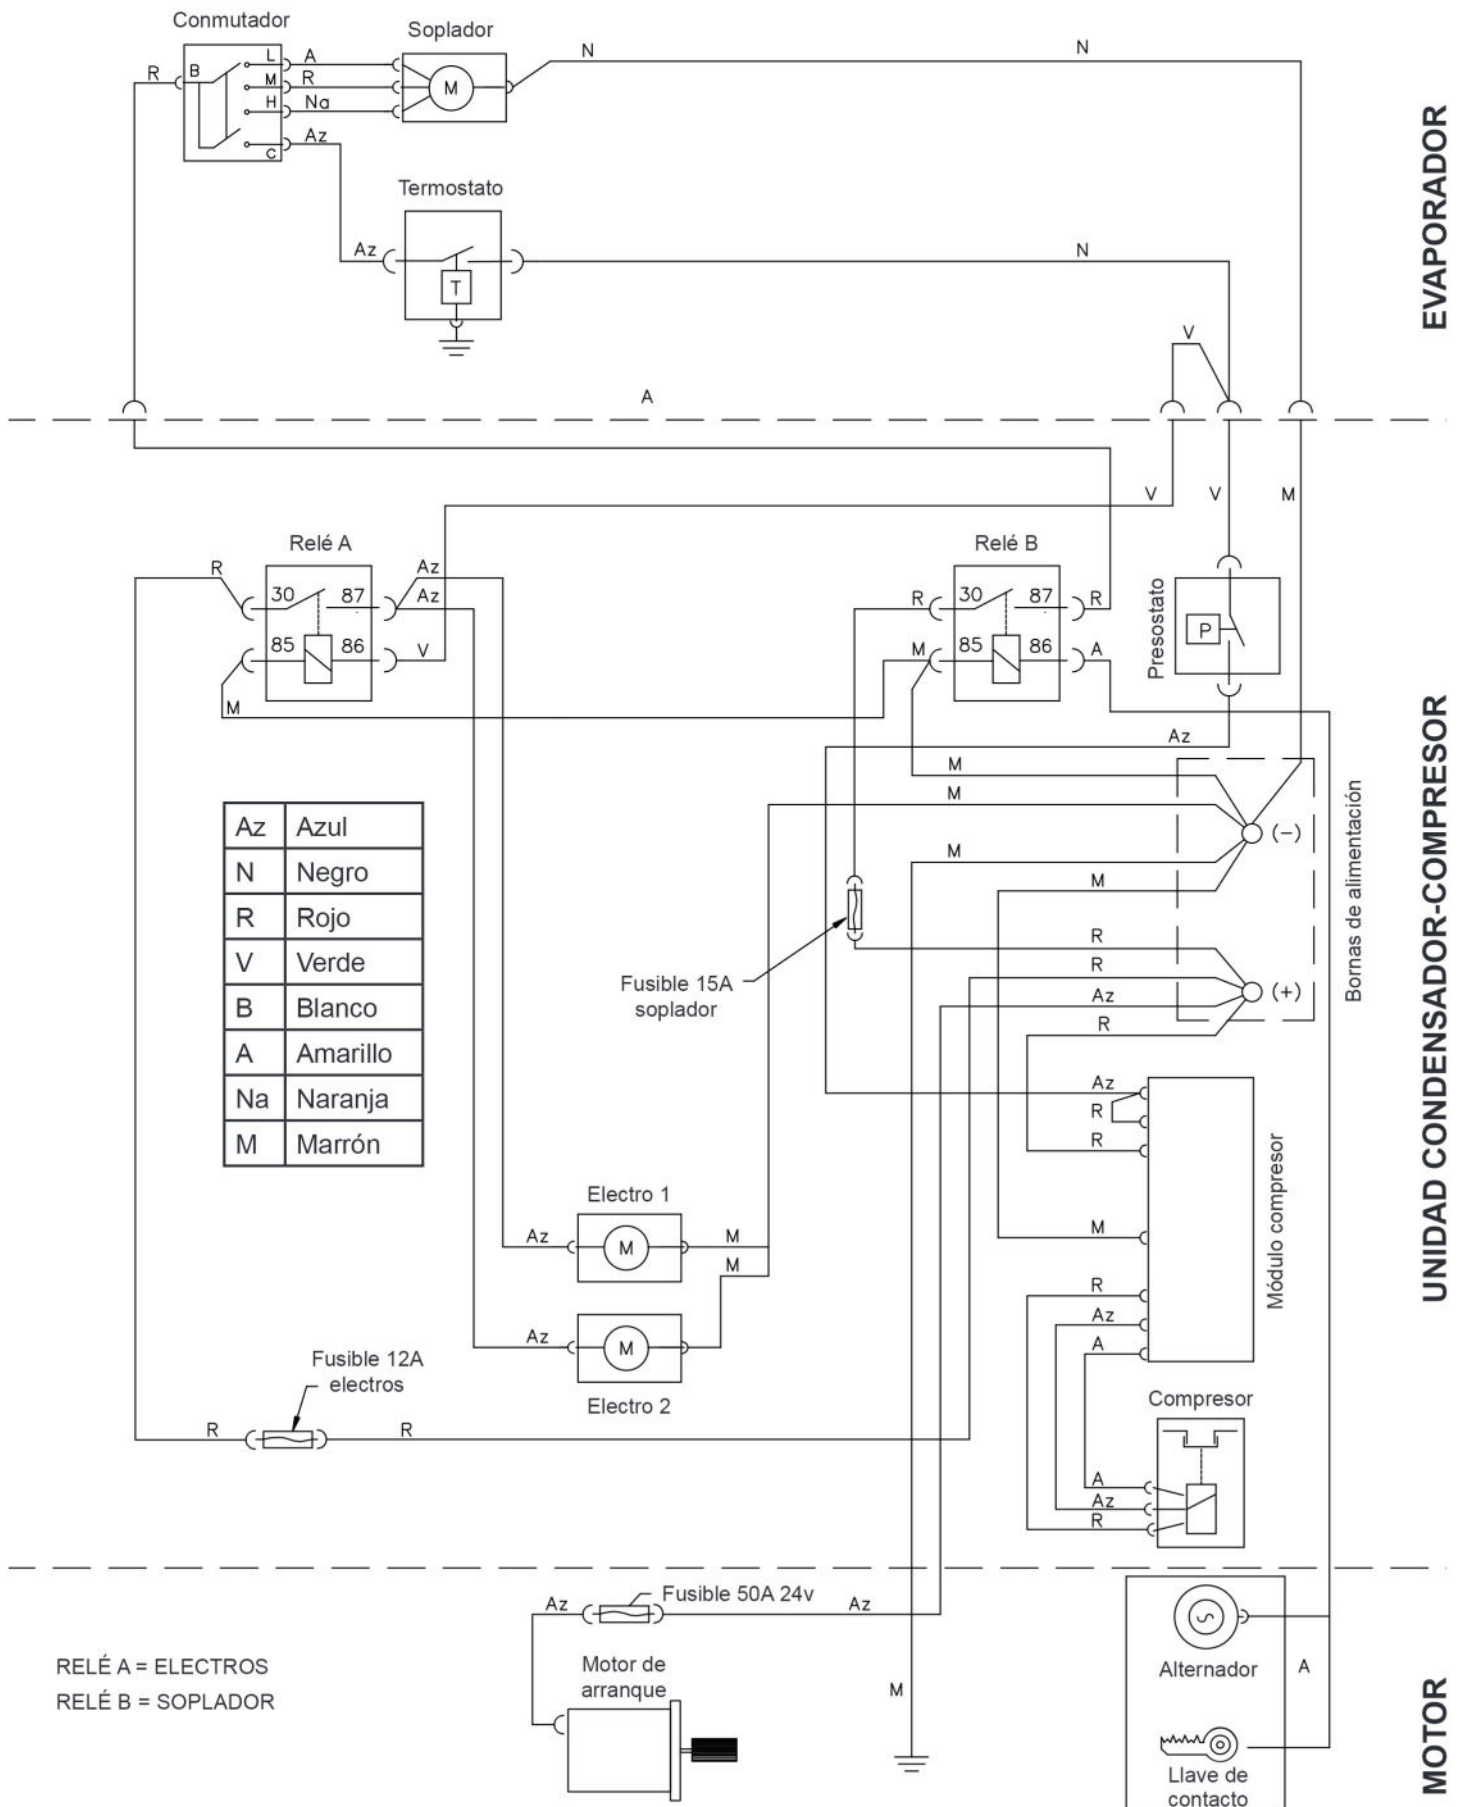 Conmutador
Soplador
N
N
R
B
L
A
M
R
H
Na
C
Az
M
Termostato
Az
N
T
V
A
EVAPORADOR
V
V
M
Relé A
Relé B
R
Az
30
87
Az
85
86
V
M
R
30
87
R
M
85
86
A
Presostato
P
Az
M
M
(-)
M
M
R
R
(+)
Az
R
Bornas de alimentación
Az Azul
N Negro
R Rojo
V Verde
B Blanco
A Amarillo
Na Naranja
M Marrón
Fusible 15A
soplador
UNIDAD CONDENSADOR-COMPRESOR
Az
R
R
M
R
Az
A
Módulo compresor
Electro 1
Az
M
M
M
Az
M
Electro 2
Fusible 12A
electros
R
R
Compresor
A
Az
R
Az
Fusible 50A 24v
Az
Motor de
arranque
M
RELÉ A = ELECTROS
RELÉ B = SOPLADOR
Alternador
A
Llave de
contacto
MOTOR